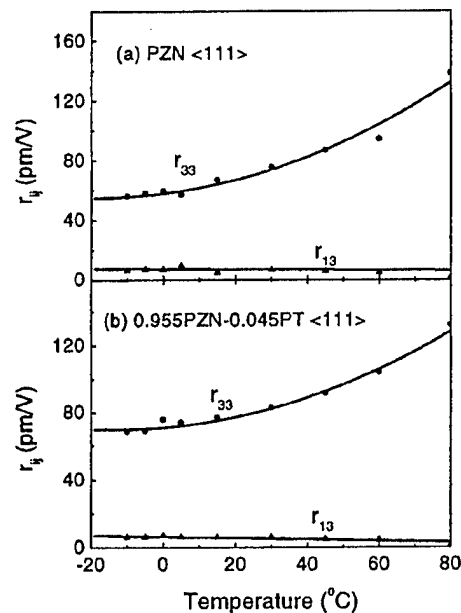 160
(a) PZN <111>
120
r33
80
40
r13
0
rij (pm/V)
(b) 0.955PZN-0.045PT <111>
120
r33
80
40
r13
0
rij (pm/V)
-20 0 20 40 60 80
Temperature (°C)